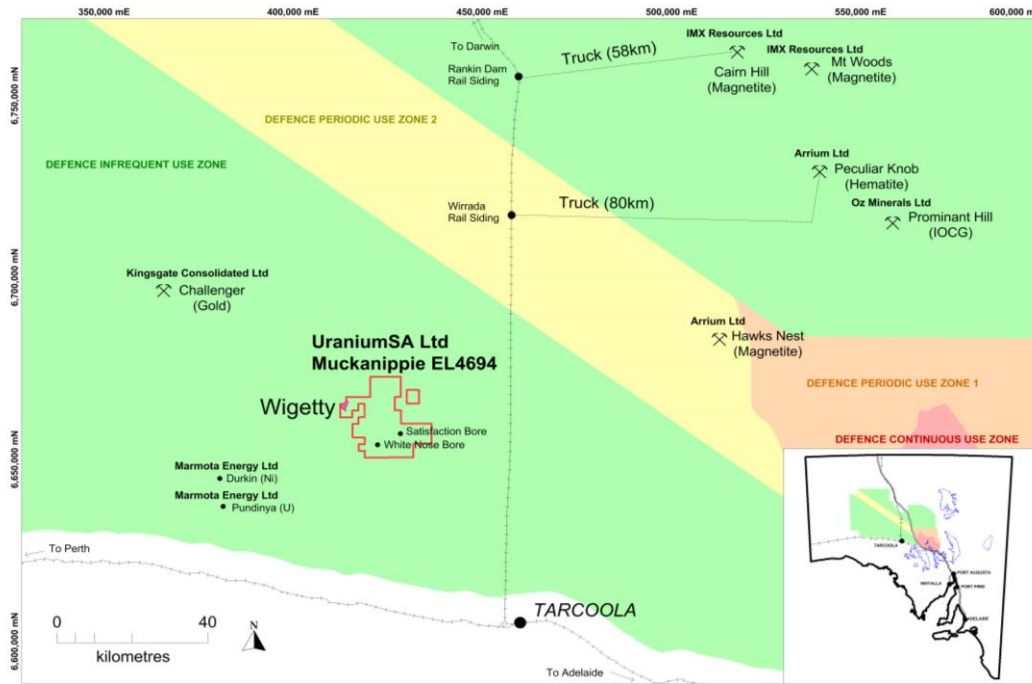 350,000 mE
400,000 mE
450,000 mE
500,000 mE
550,000 mE
600,000 mE
6,750,000 mN
6,700,000 mN
6,650,000 mN
6,600,000 mN
To Darwin
Rankin Dam
Rail Siding
Truck (58km)
IMX Resources Ltd
Cairn Hill
(Magnetite)
IMX Resources Ltd
Mt Woods
(Magnetite)
DEFENCE PERIODIC USE ZONE 2
DEFENCE INFREQUENT USE ZONE
Arrium Ltd
Peculiar Knob
(Hematite)
Wirrada
Rail Siding
Truck (80km)
Oz Minerals Ltd
Prominant Hill
(IOCG)
Kingsgate Consolidated Ltd
Challenger
(Gold)
Arrium Ltd
Hawks Nest
(Magnetite)
UraniumSA Ltd
Muckanippie EL4694
Wigetty
Satisfaction Bore
White Nose Bore
DEFENCE PERIODIC USE ZONE 1
DEFENCE CONTINUOUS USE ZONE
Marmota Energy Ltd
Durkin (Ni)
Marmota Energy Ltd
Pundinya (U)
To Perth
TARCOOLA
To Adelaide
0
40
kilometres
N
TARCOOLA
PORT AUGUSTA
WHYALLA
PORT PIRIE
ADELAIDE